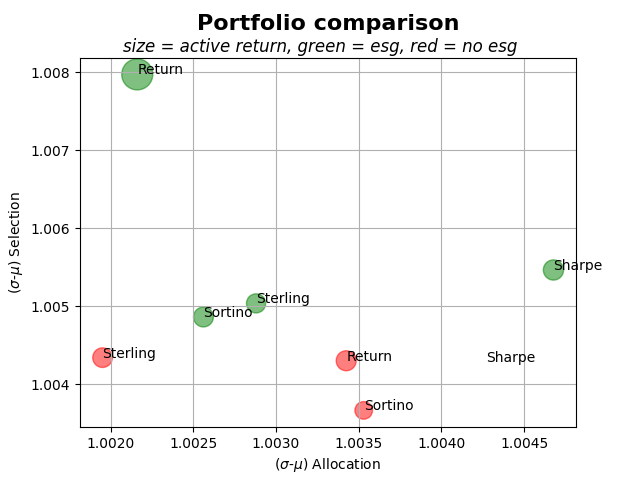 Portfolio comparison
size = active return, green = esg, red = no esg
1.008
1.007
1.006
1.005
1.004
(σ-μ) Selection
Return
Sharpe
Sterling
Sortino
Sterling
Return
Sharpe
Sortino
1.0020 1.0025 1.0030 1.0035 1.0040 1.0045
(σ-μ) Allocation